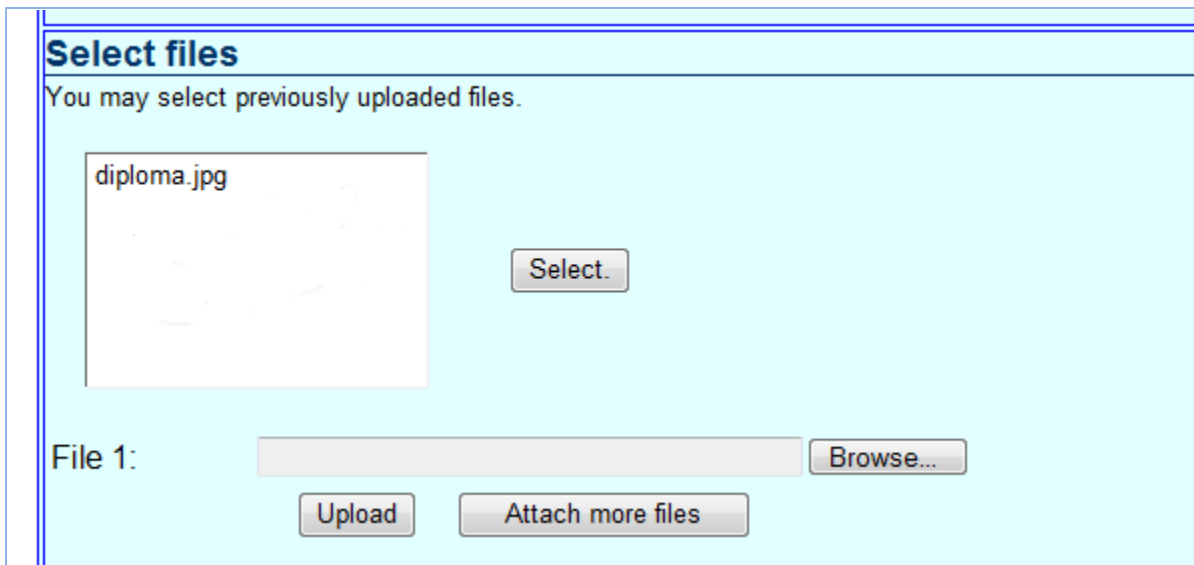 Select files
You may select previously uploaded files.
diploma.jpg
Select.
File 1:
Browse...
Upload
Attach more files